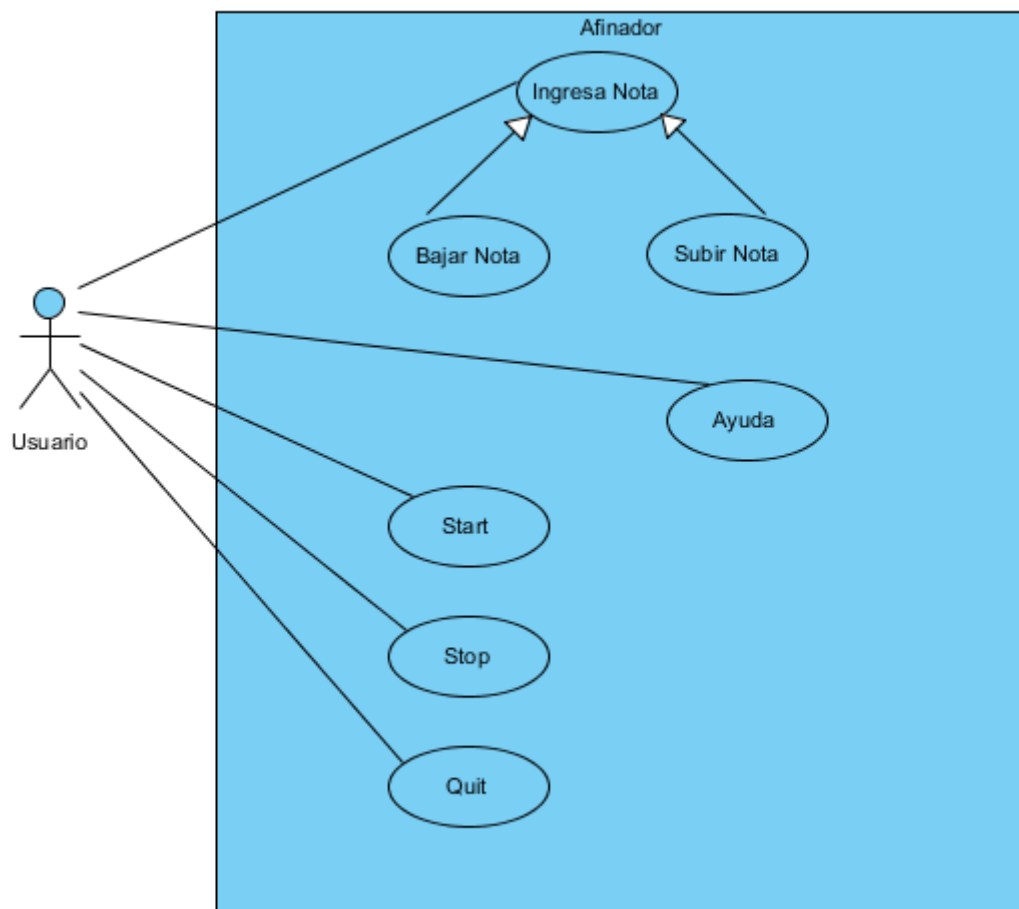 Afinador
Ingresa Nota
Bajar Nota
Subir Nota
Ayuda
Usuario
Start
Stop
Quit